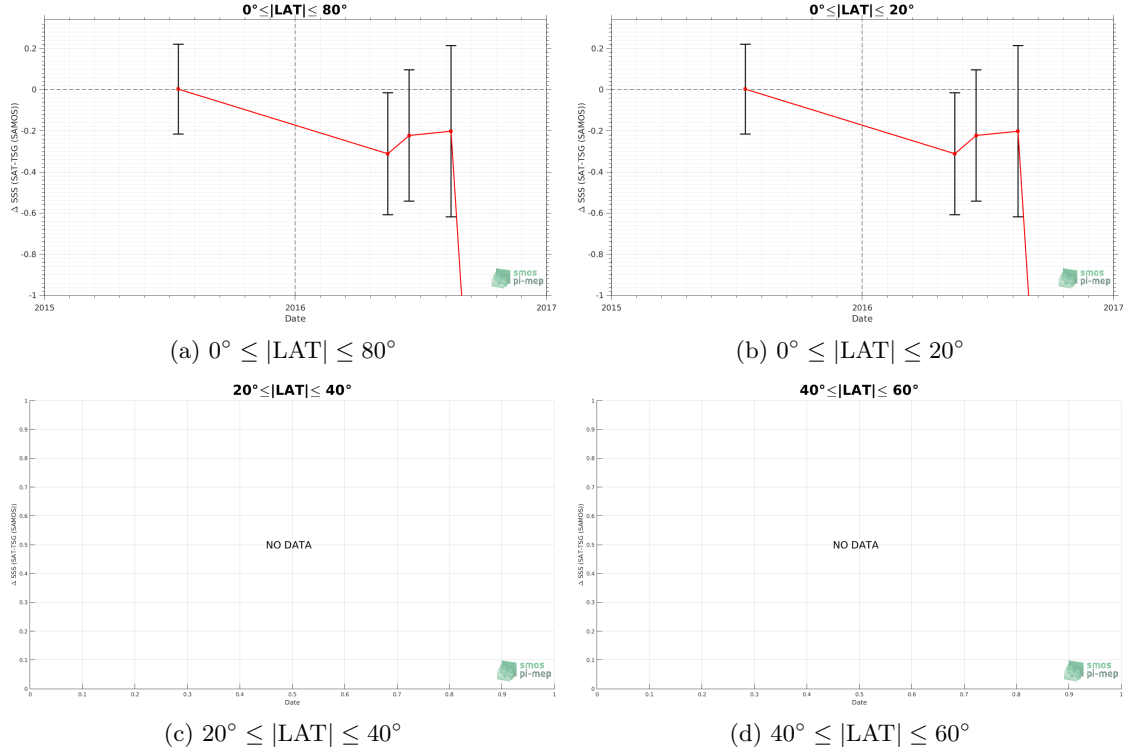 0°≤|LAT|≤ 80°
0.2
0
-0.2
-0.4
-0.6
-0.8
-1
Δ SSS (SAT-TSG (SAMOS))
2015
2016
2017
Date
smos
pi-mep
(a) 0° ≤ |LAT| ≤ 80°
0°≤|LAT|≤ 20°
0.2
0
-0.2
-0.4
-0.6
-0.8
-1
Δ SSS (SAT-TSG (SAMOS))
2015
2016
2017
Date
smos
pi-mep
(b) 0° ≤ |LAT| ≤ 20°
20°≤|LAT|≤ 40°
1
0.9
0.8
0.7
0.6
0.5
0.4
0.3
0.2
0.1
0
Δ SSS (SAT-TSG (SAMOS))
NO DATA
0 0.1 0.2 0.3 0.4 0.5 0.6 0.7 0.8 0.9 1
Date
smos
pi-mep
(c) 20° ≤ |LAT| ≤ 40°
40°≤|LAT|≤ 60°
1
0.9
0.8
0.7
0.6
0.5
0.4
0.3
0.2
0.1
0
Δ SSS (SAT-TSG (SAMOS))
NO DATA
0 0.1 0.2 0.3 0.4 0.5 0.6 0.7 0.8 0.9 1
Date
smos
pi-mep
(d) 40° ≤ |LAT| ≤ 60°